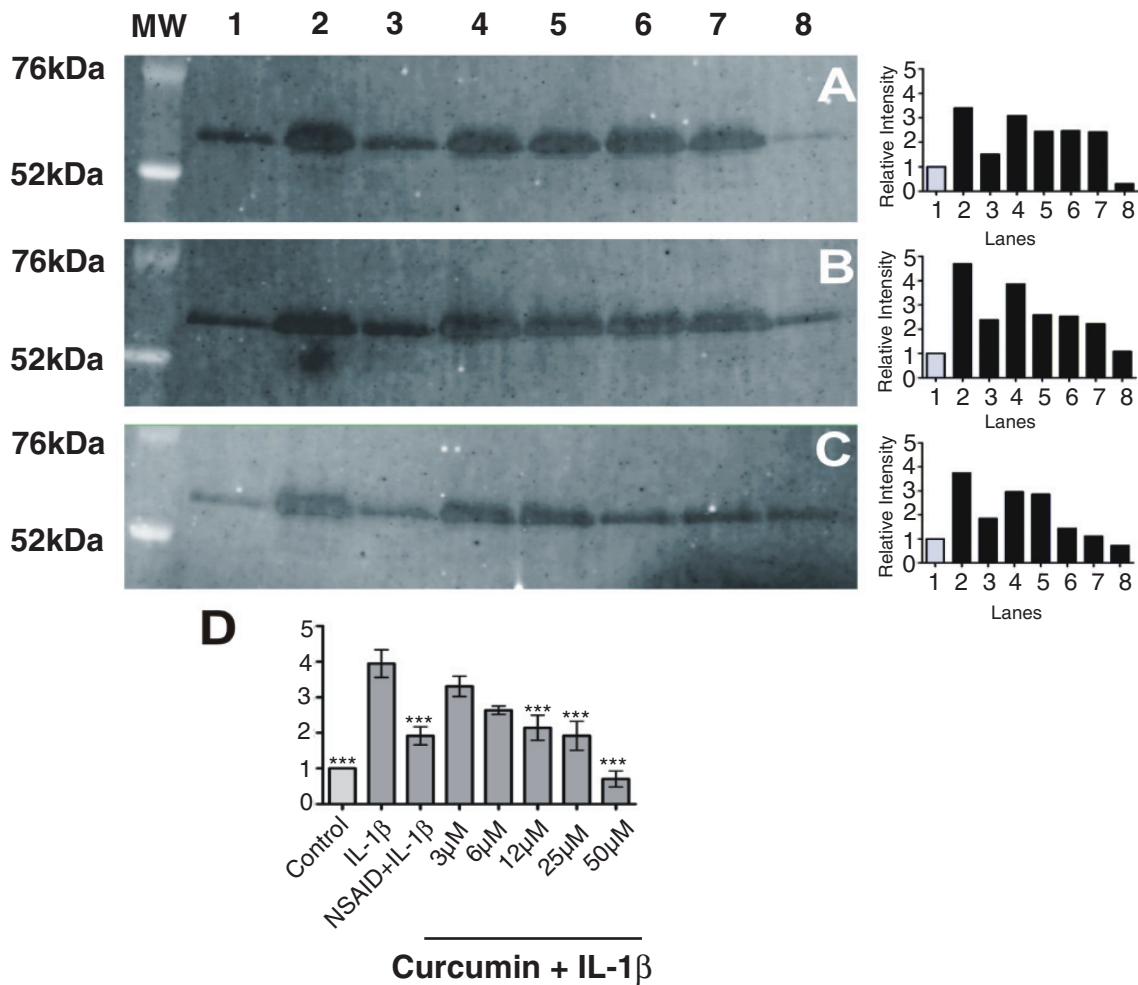 MW 1 2 3 4 5 6 7 8
76kDa
52kDa
A
5
4
3
2
1
0
Relative Intensity
1 2 3 4 5 6 7 8
Lanes
76kDa
52kDa
B
5
4
3
2
1
0
Relative Intensity
1 2 3 4 5 6 7 8
Lanes
76kDa
52kDa
C
5
4
3
2
1
0
Relative Intensity
1 2 3 4 5 6 7 8
Lanes
D
5
4
3
2
1
0
*** *** *** *** ***
Control
IL-1β
NSAID+IL-1β
3μM
6μM
12μM
25μM
50μM
Curcumin + IL-1β